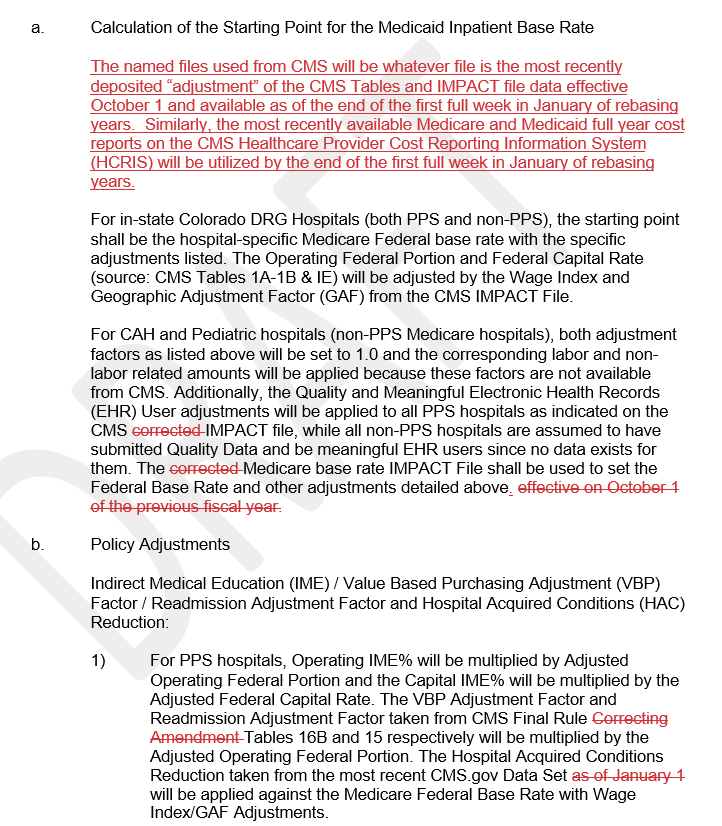 a. Calculation of the Starting Point for the Medicaid Inpatient Base Rate
The named files used from CMS will be whatever file is the most recently
deposited “adjustment” of the CMS Tables and IMPACT file data effective
October 1 and available as of the end of the first full week in January of rebasing
years.  Similarly, the most recently available Medicare and Medicaid full year cost
reports on the CMS Healthcare Provider Cost Reporting Information System
(HCRIS) will be utilized by the end of the first full week in January of rebasing
years.
For in-state Colorado DRG Hospitals (both PPS and non-PPS), the starting point
shall be the hospital-specific Medicare Federal base rate with the specific
adjustments listed. The Operating Federal Portion and Federal Capital Rate
(source: CMS Tables 1A-1B & IE) will be adjusted by the Wage Index and
Geographic Adjustment Factor (GAF) from the CMS IMPACT File.
For CAH and Pediatric hospitals (non-PPS Medicare hospitals), both adjustment
factors as listed above will be set to 1.0 and the corresponding labor and non-
labor related amounts will be applied because these factors are not available
from CMS. Additionally, the Quality and Meaningful Electronic Health Records
(EHR) User adjustments will be applied to all PPS hospitals as indicated on the
CMS corrected IMPACT file, while all non-PPS hospitals are assumed to have
submitted Quality Data and be meaningful EHR users since no data exists for
them. The corrected Medicare base rate IMPACT File shall be used to set the
Federal Base Rate and other adjustments detailed above. effective on October 1
of the previous fiscal year.
b. Policy Adjustments
Indirect Medical Education (IME) / Value Based Purchasing Adjustment (VBP)
Factor / Readmission Adjustment Factor and Hospital Acquired Conditions (HAC)
Reduction:
1) For PPS hospitals, Operating IME% will be multiplied by Adjusted
Operating Federal Portion and the Capital IME% will be multiplied by the
Adjusted Federal Capital Rate. The VBP Adjustment Factor and
Readmission Adjustment Factor taken from CMS Final Rule Correcting
Amendment Tables 16B and 15 respectively will be multiplied by the
Adjusted Operating Federal Portion. The Hospital Acquired Conditions
Reduction taken from the most recent CMS.gov Data Set as of January 1
will be applied against the Medicare Federal Base Rate with Wage
Index/GAF Adjustments.
DRAFT